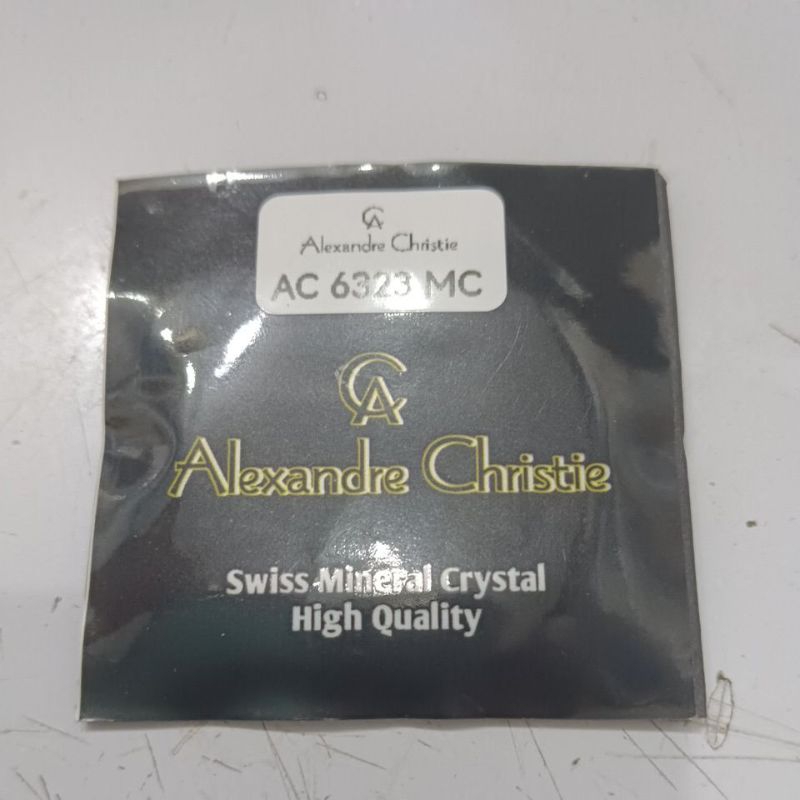 CA
Alexandre Christie
AC 6323 MC
CA
Alexandre Christie
Swiss Mineral Crystal
High Quality